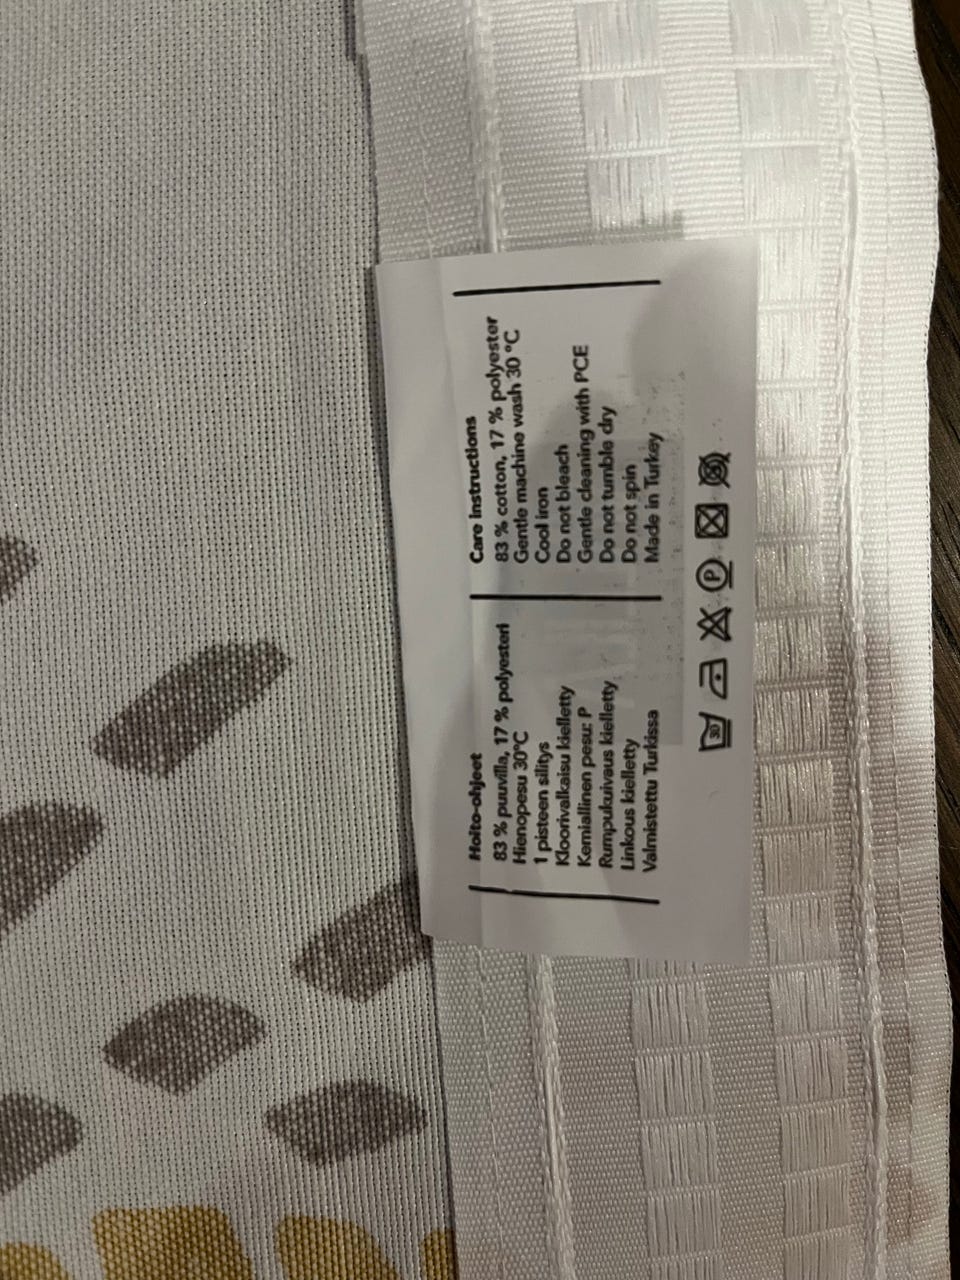 Hoito-ohjeet
83 % puuvilla, 17 % polyesteri
Hienopesu 30°C
1 pisteen silitys
Kloorivalkaisu kielletty
Kemiallinen pesu: P
Rumpukuivaus kielletty
Linkous kielletty
Valmistettu Turkissa
Care instructions
83 % cotton, 17 % polyester
Gentle machine wash 30 °C
Cool iron
Do not bleach
Gentle cleaning with PCE
Do not tumble dry
Do not spin
Made in Turkey
30
P